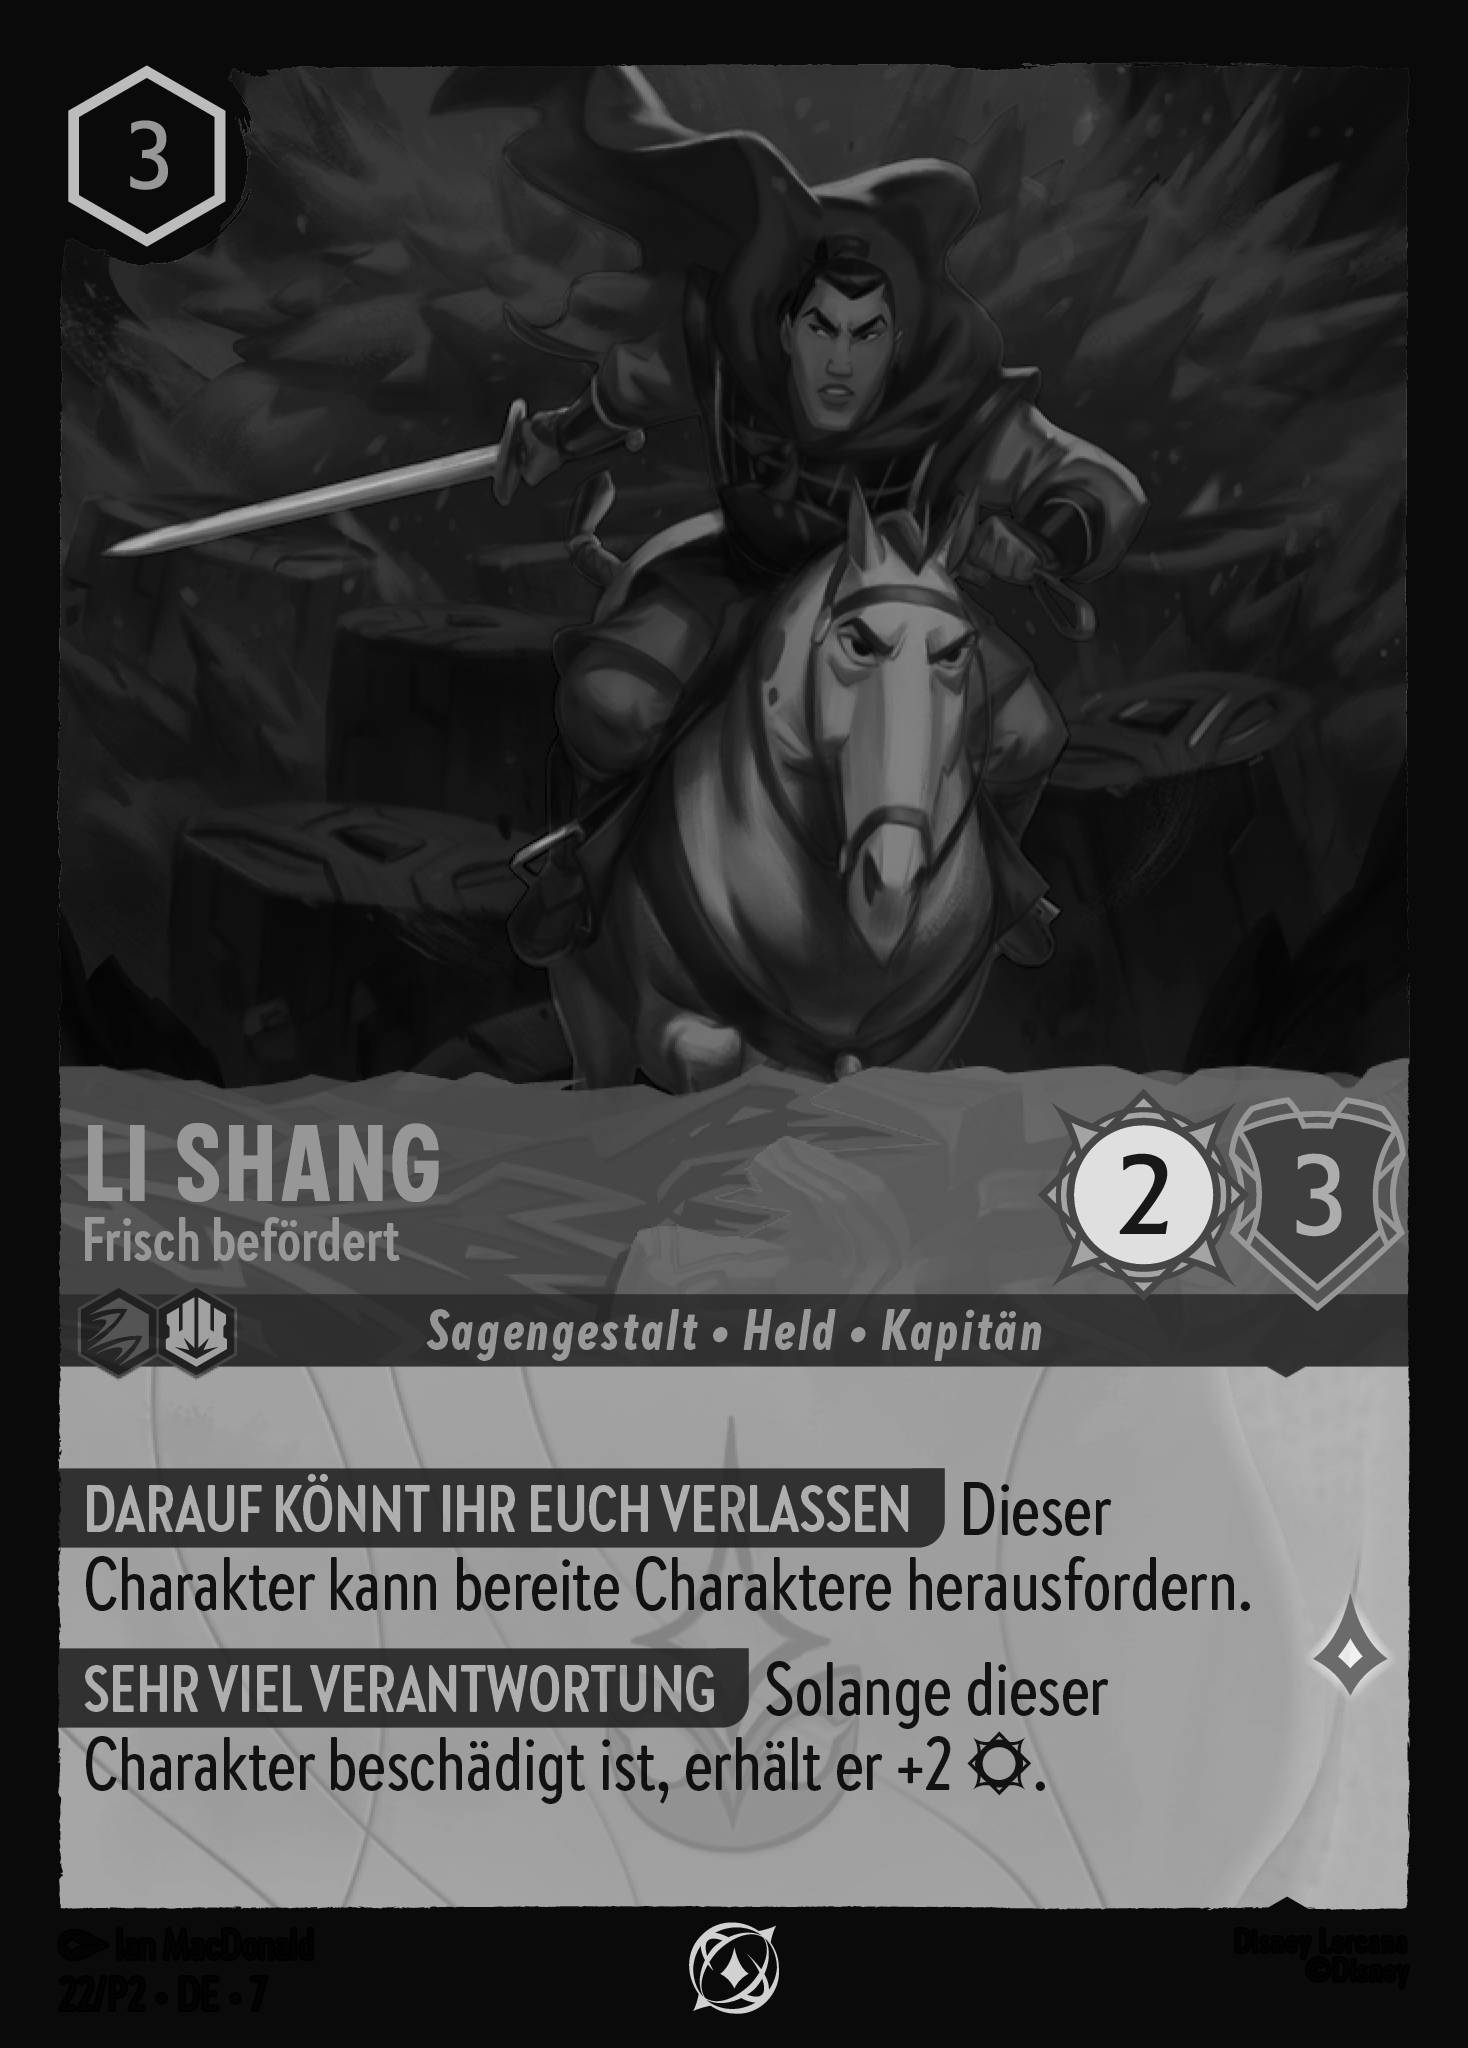 3
LI SHANG
Frisch befördert
2
3
Sagengestalt • Held • Kapitän
DARAUF KÖNNT IHR EUCH VERLASSEN Dieser
Charakter kann bereite Charaktere herausfordern.
SEHR VIEL VERANTWORTUNG Solange dieser
Charakter beschädigt ist, erhält er +2 .
Ian MacDonald
22/P2 • DE • 7
Disney Lorcana
©Disney